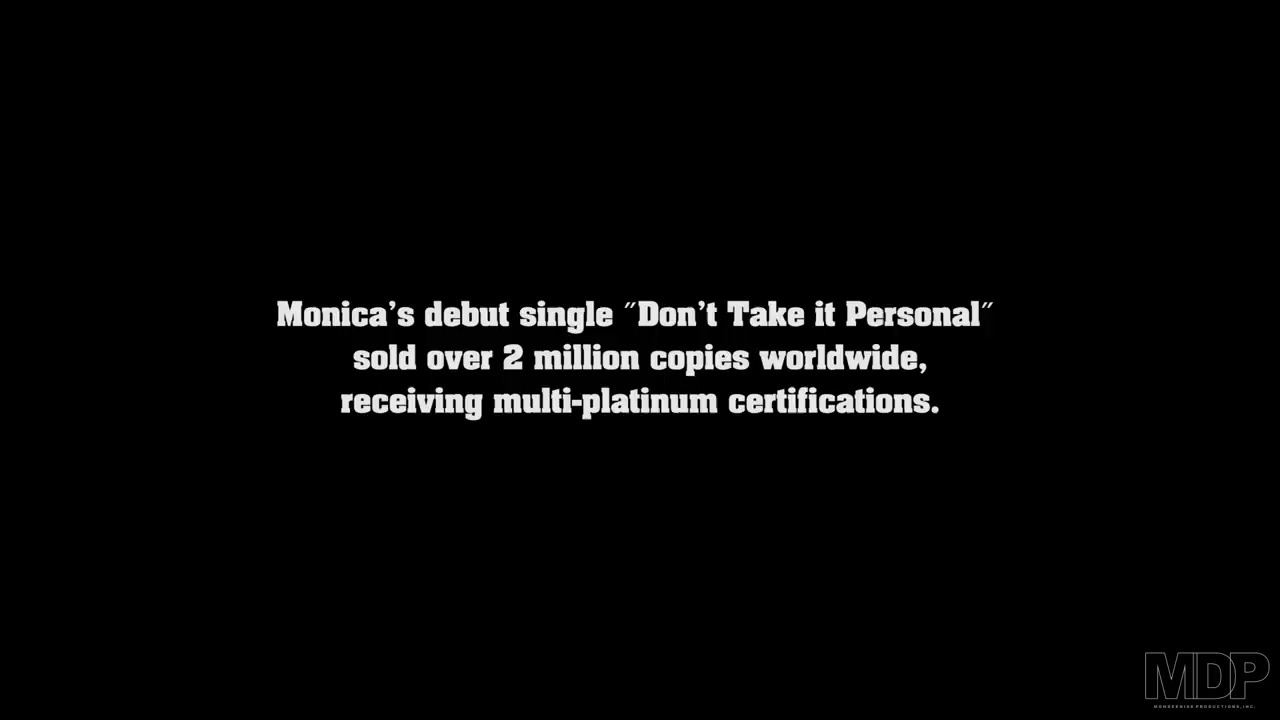 Monica's debut single "Don't Take it Personal"
sold over 2 million copies worldwide,
receiving multi-platinum certifications.
MDP